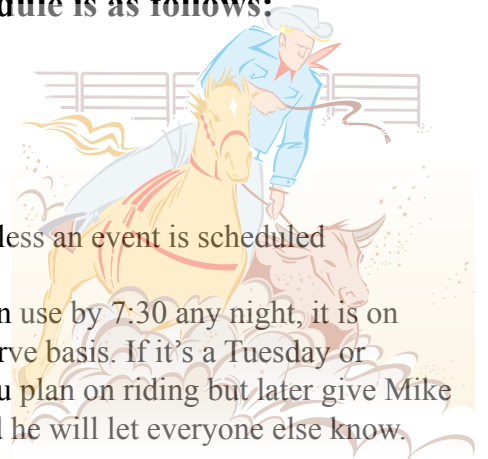 dule is as follows:
less an event is scheduled
n use by 7:30 any night, it is on
rve basis. If it's a Tuesday or
u plan on riding but later give Mike
l he will let everyone else know.